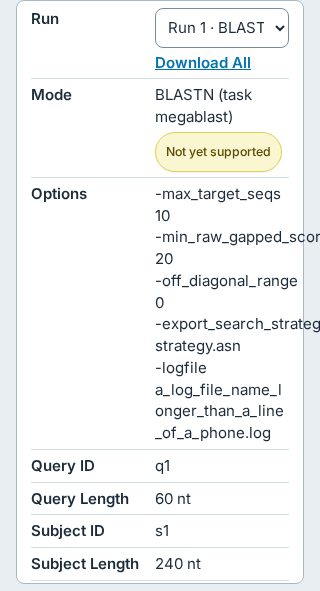 Run
Run 1 · BLAST
Download All
Mode
BLASTN (task
megablast)
Not yet supported
Options
-max_target_seqs
10
-min_raw_gapped_scor
20
-off_diagonal_range
0
-export_search_strateg
strategy.asn
-logfile
a_log_file_name_l
onger_than_a_line
_of_a_phone.log
Query ID
q1
Query Length
60 nt
Subject ID
s1
Subject Length
240 nt